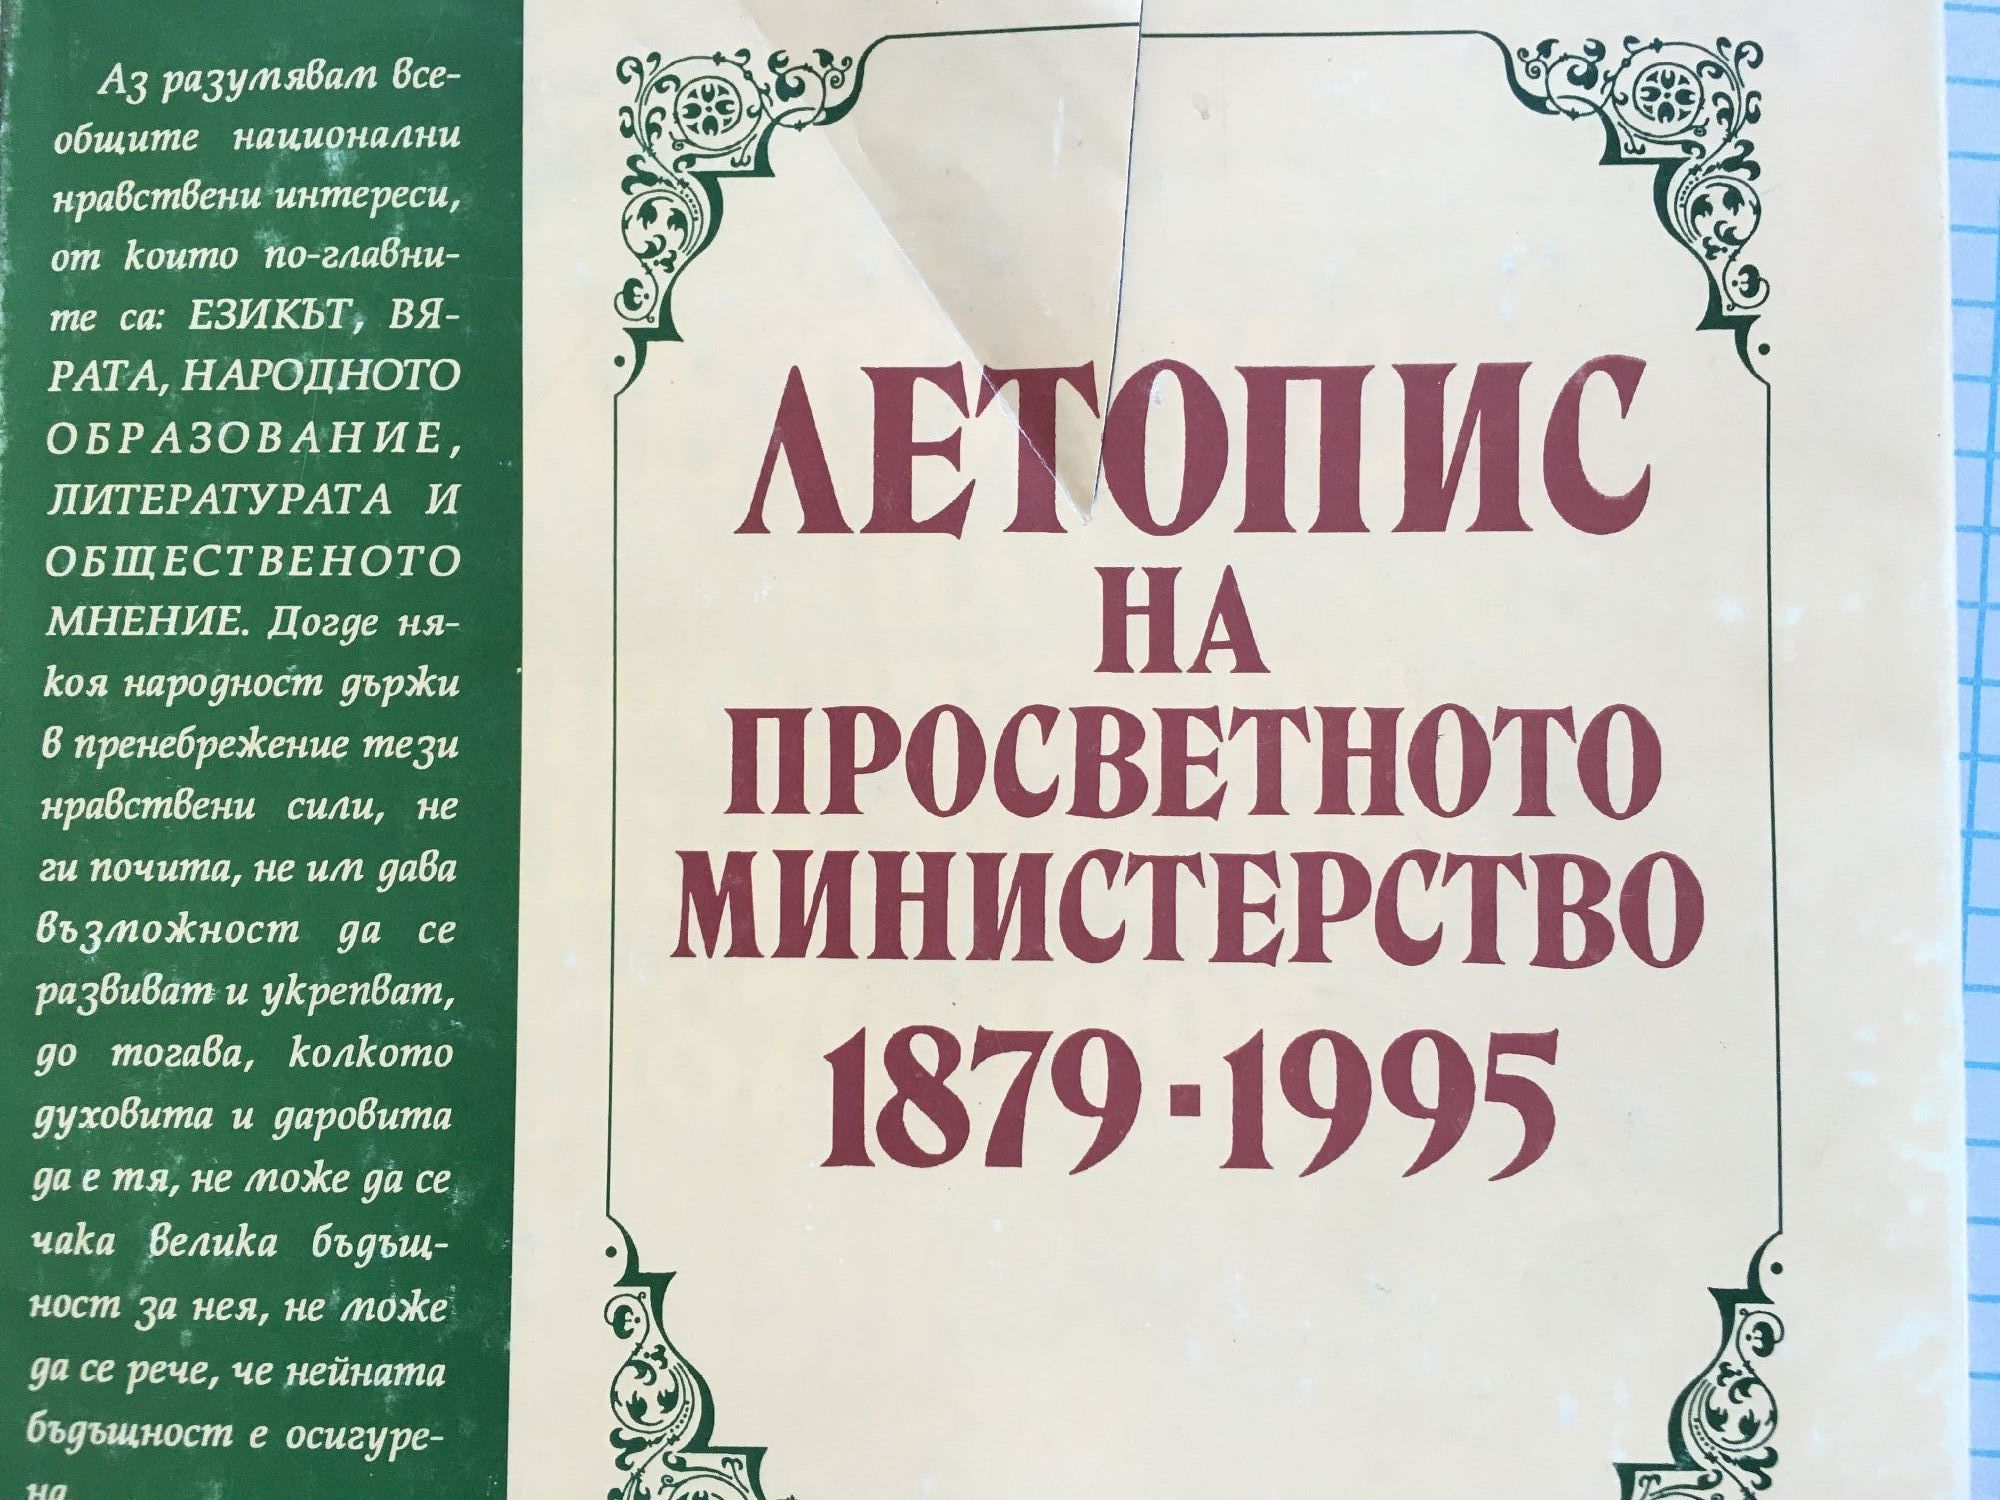 Аз разумявам все-
общите национални
нравствени интереси,
от които по-главни-
те са: ЕЗИКЪТ, ВЯ-
РАТА, НАРОДНОТО
ОБРАЗОВАНИЕ,
ЛИТЕРАТУРАТА И
ОБЩЕСТВЕНОТО
МНЕНИЕ. Догде ня-
коя народност държи
в пренебрежение тези
нравствени сили, не
ги почита, не им дава
възможност да се
развиват и укрепват,
до тогава, колкото
духовита и даровита
да е тя, не може да се
чака велика бъдъщ-
ност за нея, не може
да се рече, че нейната
бъдъщност е осигуре-
на
ЛЕТОПИС
НА
ПРОСВЕТНОТО
МИНИСТЕРСТВО
1879-1995